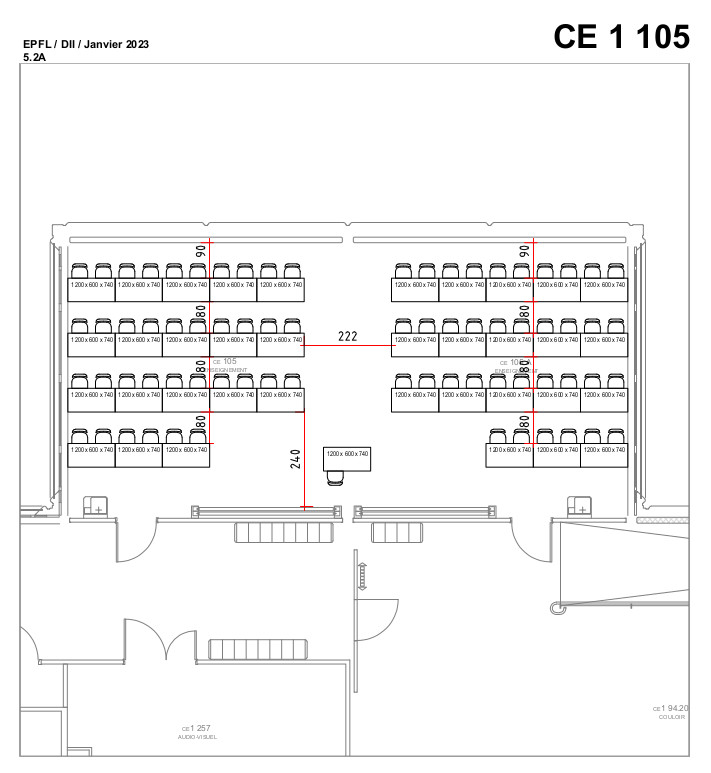 EPFL / DII / Janvier 2023
5.2A
CE 1 105
90
90
1200 x 600 x 740 1200 x 600 x 740 1200 x 600 x 740 1200 x 600 x 740 1200 x 600 x 740
1200 x 600 x 740 1200 x 600 x 740 1200 x 600 x 740 1200 x 600 x 740 1200 x 600 x 740
80
80
222
1200 x 600 x 740 1200 x 600 x 740 1200 x 600 x 740 1200 x 600 x 740 1200 x 600 x 740
1200 x 600 x 740 1200 x 600 x 740 1200 x 600 x 740 1200 x 600 x 740 1200 x 600 x 740
80
80
CE 105
ENSEIGNEMENT
CE
ENSEIGNEMENT
1200 x 600 x 740 1200 x 600 x 740 1200 x 600 x 740 1200 x 600 x 740 1200 x 600 x 740
1200 x 600 x 740 1200 x 600 x 740 1200 x 600 x 740 1200 x 600 x 740 1200 x 600 x 740
80
80
240
1200 x 600 x 740 1200 x 600 x 740 1200 x 600 x 740
1200 x 600 x 740
1200 x 600 x 740 1200 x 600 x 740 1200 x 600 x 740
CE 1 94.20
COULOIR
CE 1 257
AUDIO-VISUEL